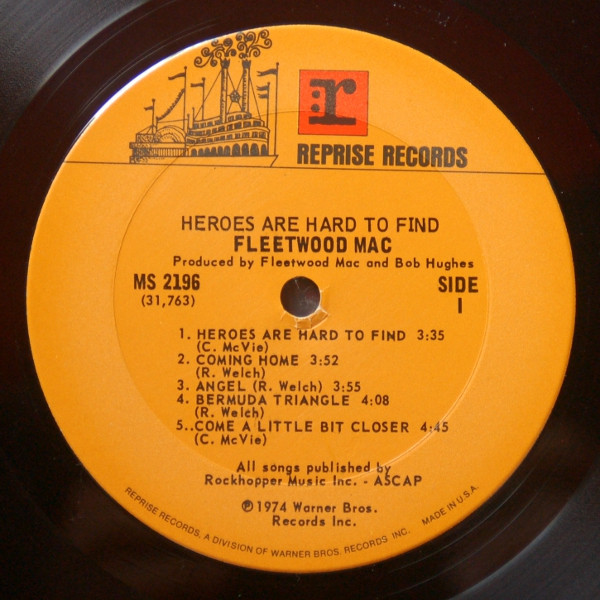 :r
REPRISE RECORDS
HEROES ARE HARD TO FIND
FLEETWOOD MAC
Produced by Fleetwood Mac and Bob Hughes
MS 2196
(31,763)
SIDE
1
1. HEROES ARE HARD TO FIND 3:35
(C. McVie)
2. COMING HOME 3:52
(R. Welch)
3. ANGEL (R. Welch) 3:55
4. BERMUDA TRIANGLE 4:08
(R. Welch)
5..COME A LITTLE BIT CLOSER 4:45
(C. McVie)
All songs published by
Rockhopper Music Inc. - ASCAP
℗1974 Warner Bros.
Records Inc.
REPRISE RECORDS, A DIVISION OF WARNER BROS. RECORDS INC. MADE IN U.S.A.